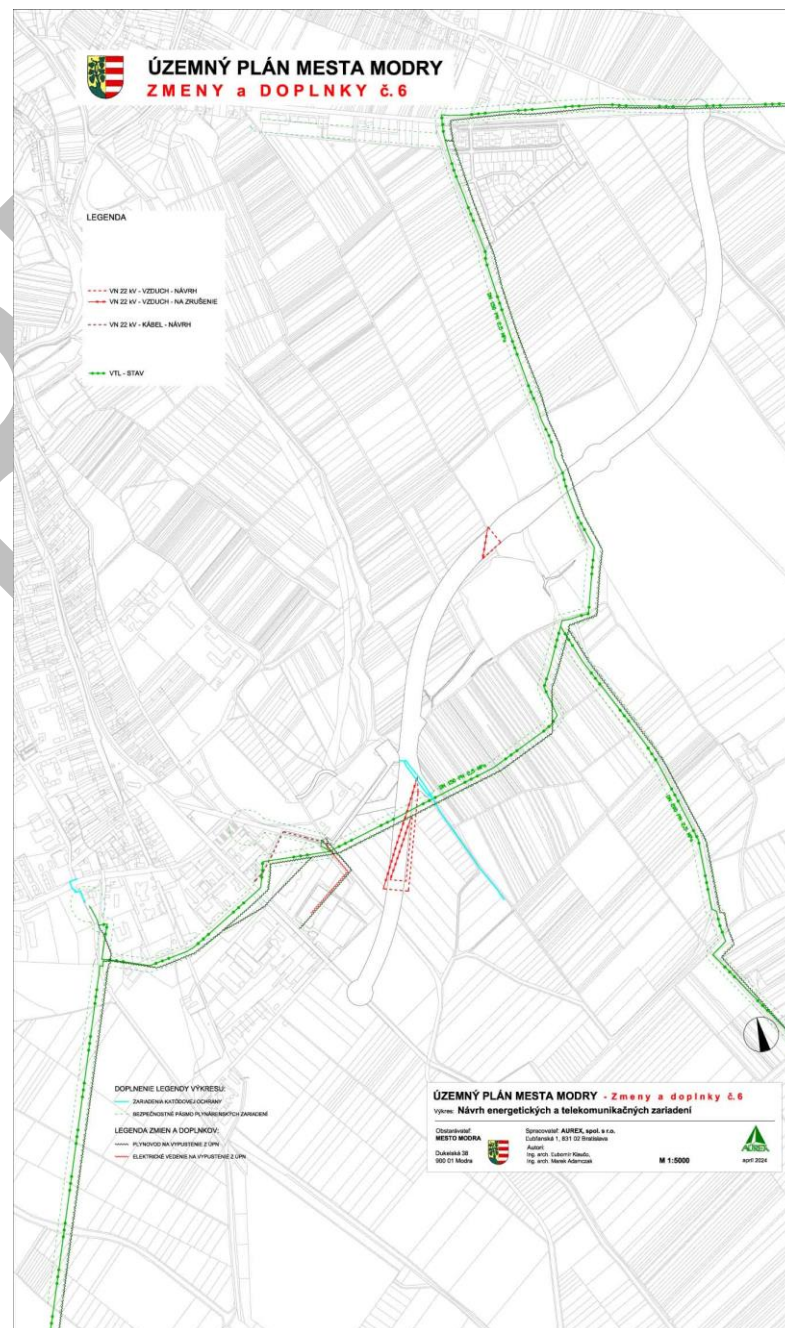 ÚZEMNÝ PLÁN MESTA MODRY
ZMENY a DOPLNKY č.6
LEGENDA
VN 22 kV - VZDUCH - NÁVRH
VN 22 kV - VZDUCH - NA ZRUŠENIE
VN 22 kV - KÁBEL - NÁVRH
VTL - STAV
DOPLNENIE LEGENDY VÝKRESU:
ZARIADENIA KATÓDOVEJ OCHRANY
BEZPEČNOSTNÉ PÁSMO PLYNÁRENSKÝCH ZARIADENÍ
LEGENDA ZMIEN A DOPLNKOV:
PLYNOVOD NA VYPUSTENIE Z ÚPN
ELEKTRICKÉ VEDENIE NA VYPUSTENIE Z ÚPN
ÚZEMNÝ PLÁN MESTA MODRY - Zmeny a doplnky č.6
Výkres: Návrh energetických a telekomunikačných zariadení
Obstarávateľ:
MESTO MODRA
Dukelská 38
900 01 Modra
Spracovateľ: AUREX, spol. s r.o.
Ľubľanská 1, 831 02 Bratislava
Autori:
Ing. arch. Ľubomír Klaučo,
Ing. arch. Marek Adamczak
M 1:5000
AUREX
apríl 2024